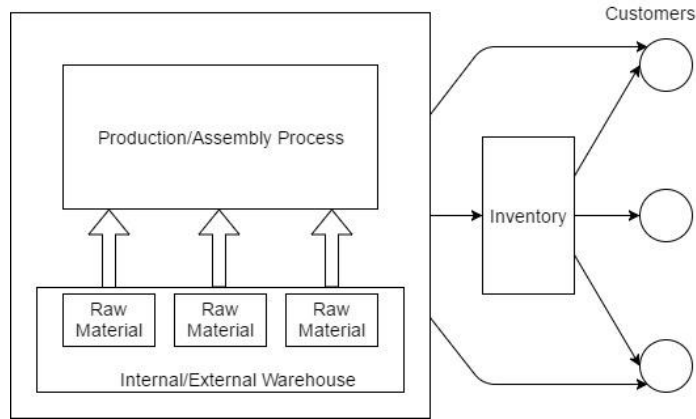 Customers
Production/Assembly Process
Inventory
Raw
Material
Raw
Material
Raw
Material
Internal/External Warehouse